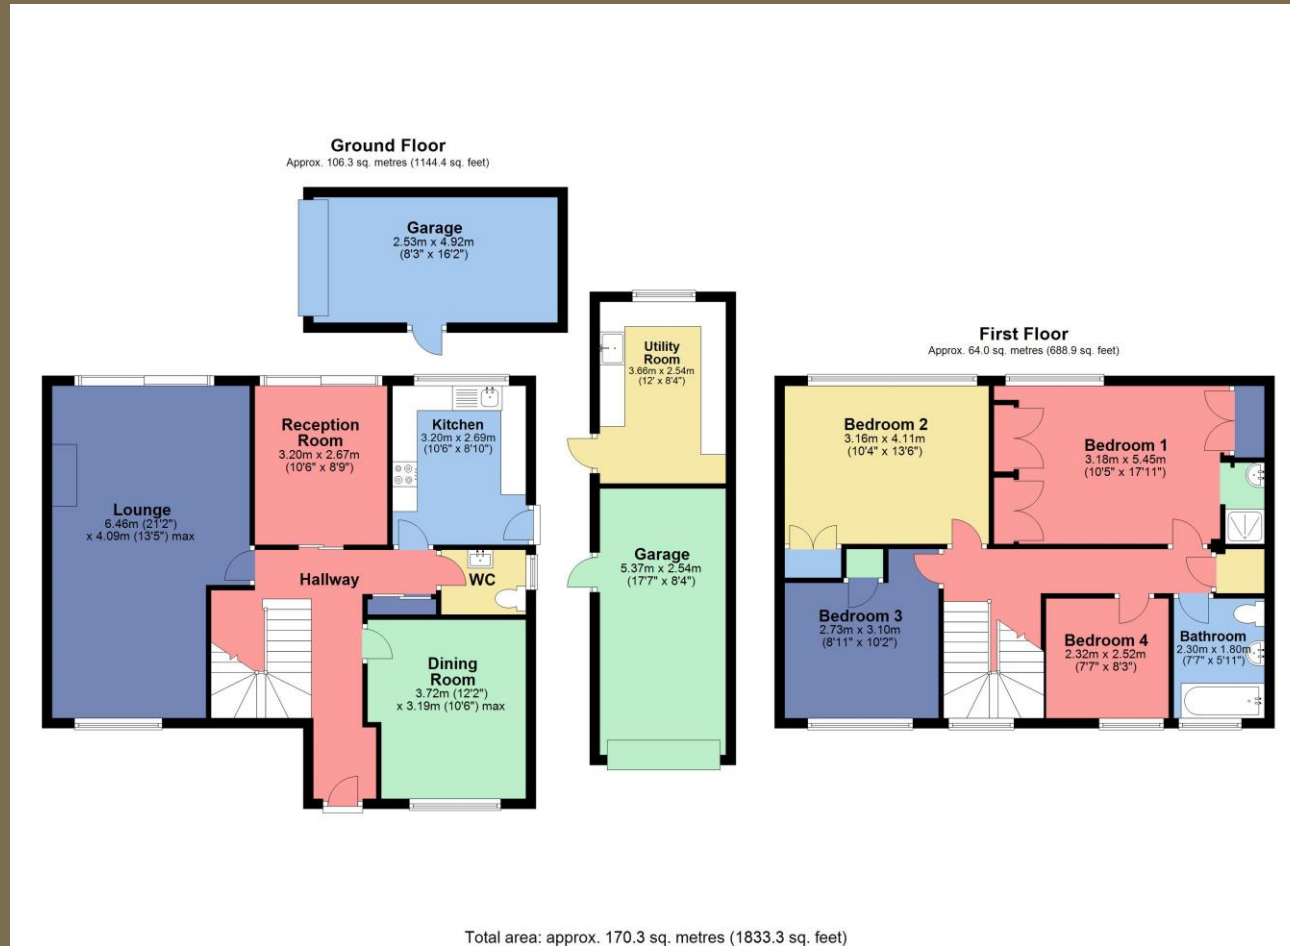 Ground Floor
Approx. 106.3 sq. metres (1144.4 sq. feet)
Garage
2.53m x 4.92m
(8'3" x 16'2")
Utility
Room
3.66m x 2.54m
(12' x 8'4")
Reception
Room
3.20m x 2.67m
(10'6" x 8'9")
Kitchen
3.20m x 2.69m
(10'6" x 8'10")
Lounge
6.46m (21'2")
x 4.09m (13'5") max
Hallway
WC
Garage
5.37m x 2.54m
(17'7" x 8'4")
Dining
Room
3.72m (12'2")
x 3.19m (10'6") max
First Floor
Approx. 64.0 sq. metres (688.9 sq. feet)
Bedroom 2
3.16m x 4.11m
(10'4" x 13'6")
Bedroom 1
3.18m x 5.45m
(10'5" x 17'11")
Bedroom 3
2.73m x 3.10m
(8'11" x 10'2")
Bedroom 4
2.32m x 2.52m
(7'7" x 8'3")
Bathroom
2.30m x 1.80m
(7'7" x 5'11")
Total area: approx. 170.3 sq. metres (1833.3 sq. feet)